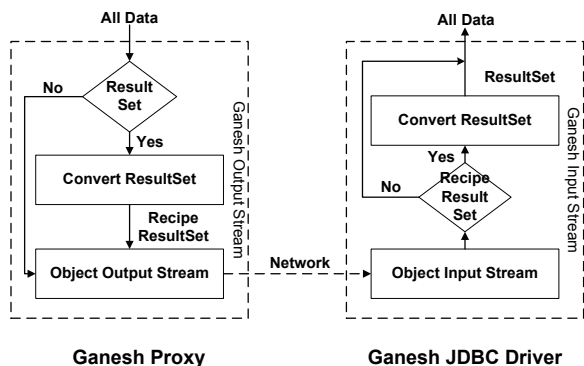 All Data
Result
Set
No
Yes
Convert ResultSet
Recipe
ResultSet
Object Output Stream
Ganesh Output Stream
Network
All Data
ResultSet
Convert ResultSet
Yes
No
Recipe
Result
Set
Object Input Stream
Ganesh Input Stream
Ganesh Proxy
Ganesh JDBC Driver